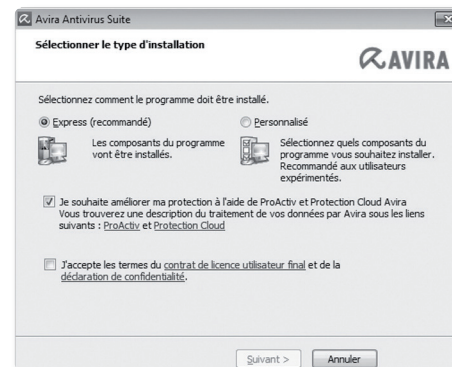 Avira Antivirus Suite
Sélectionner le type d'installation
AVIRA
Sélectionnez comment le programme doit être installé.
Express (recommandé)
Personnalisé
Les composants du programme
vont être installés.
Sélectionnez quels composants du
programme vous souhaitez installer.
Recommandé aux utilisateurs
expérimentés.
Je souhaite améliorer ma protection à l'aide de ProActiv et Protection Cloud Avira
Vous trouverez une description du traitement de vos données par Avira sous les liens
suivants : ProActiv et Protection Cloud
J'accepte les termes du contrat de licence utilisateur final et de la
déclaration de confidentialité.
Suivant > Annuler